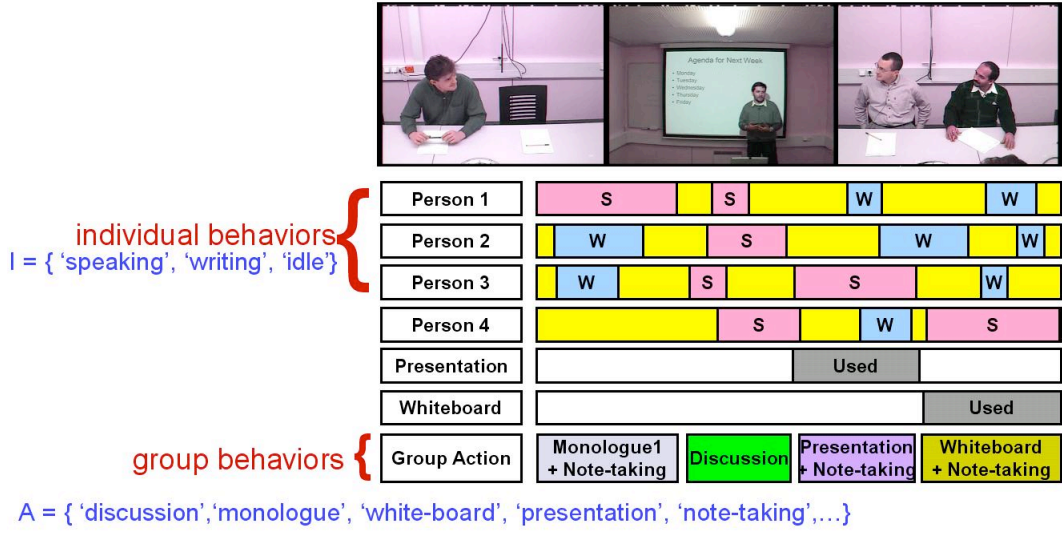 Agenda for Next Week
• Monday
• Tuesday
• Wednesday
• Thursday
• Friday
individual behaviors
I = { ‘speaking’, ‘writing’, ‘idle’}
Person 1 S S W W
Person 2 W S W W
Person 3 W S S W
Person 4 S W S
Presentation Used
Whiteboard Used
group behaviors
Group Action
Monologue1
+ Note-taking
Discussion
Presentation
+ Note-taking
Whiteboard
+ Note-taking
A = { ‘discussion’,‘monologue’, ‘white-board’, ‘presentation’, ‘note-taking’,...}